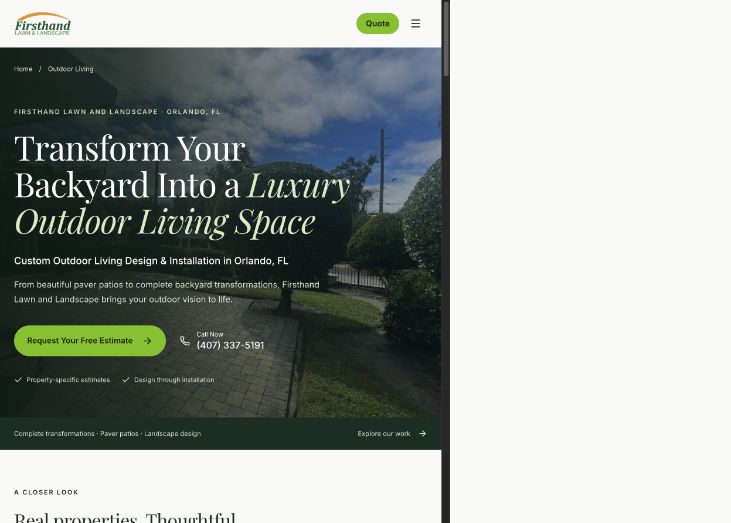 Firsthand
LAWN & LANDSCAPE
Quote
Home / Outdoor Living
FIRSTHAND LAWN AND LANDSCAPE · ORLANDO, FL
Transform Your
Backyard Into a Luxury
Outdoor Living Space
Custom Outdoor Living Design & Installation in Orlando, FL
From beautiful paver patios to complete backyard transformations, Firsthand
Lawn and Landscape brings your outdoor vision to life.
Request Your Free Estimate
Call Now
(407) 337-5191
Property-specific estimates
Design through installation
Complete transformations · Paver patios · Landscape design
Explore our work
A CLOSER LOOK
Real properties. Thoughtful